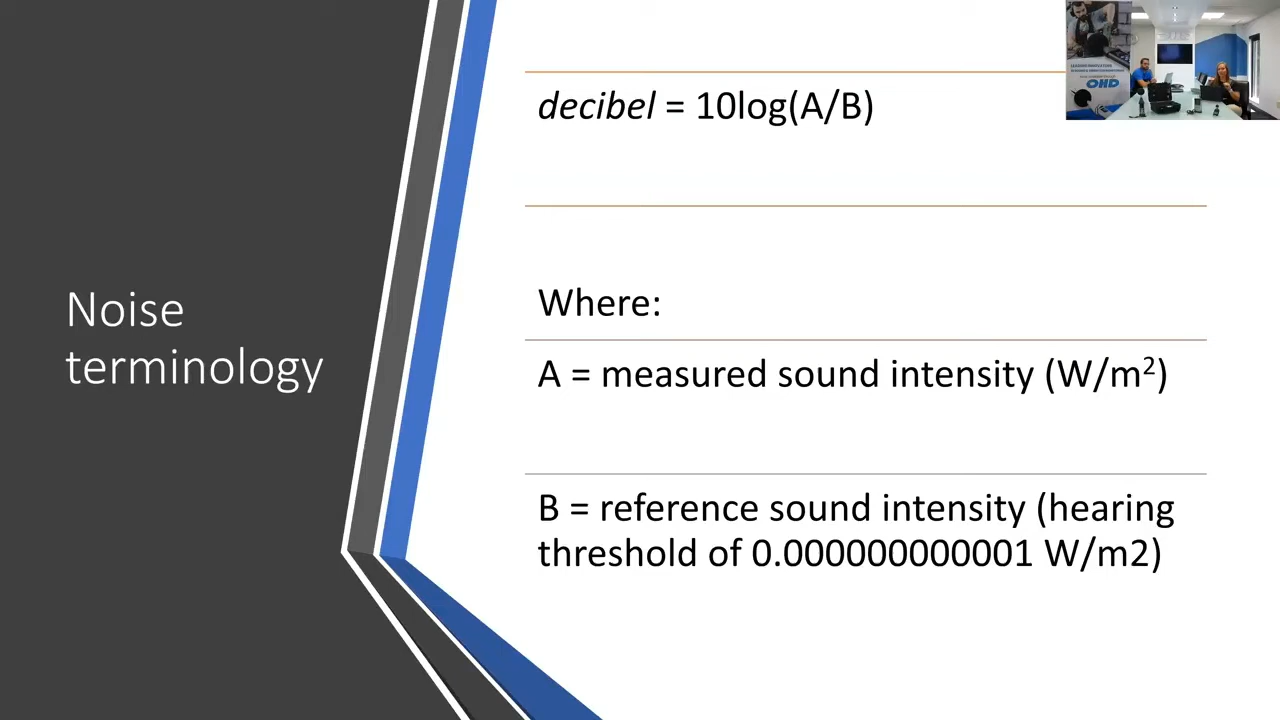 Noise
terminology
decibel = 10log(A/B)
Where:
A = measured sound intensity (W/m²)
B = reference sound intensity (hearing
threshold of 0.000000000001 W/m2)
OHD